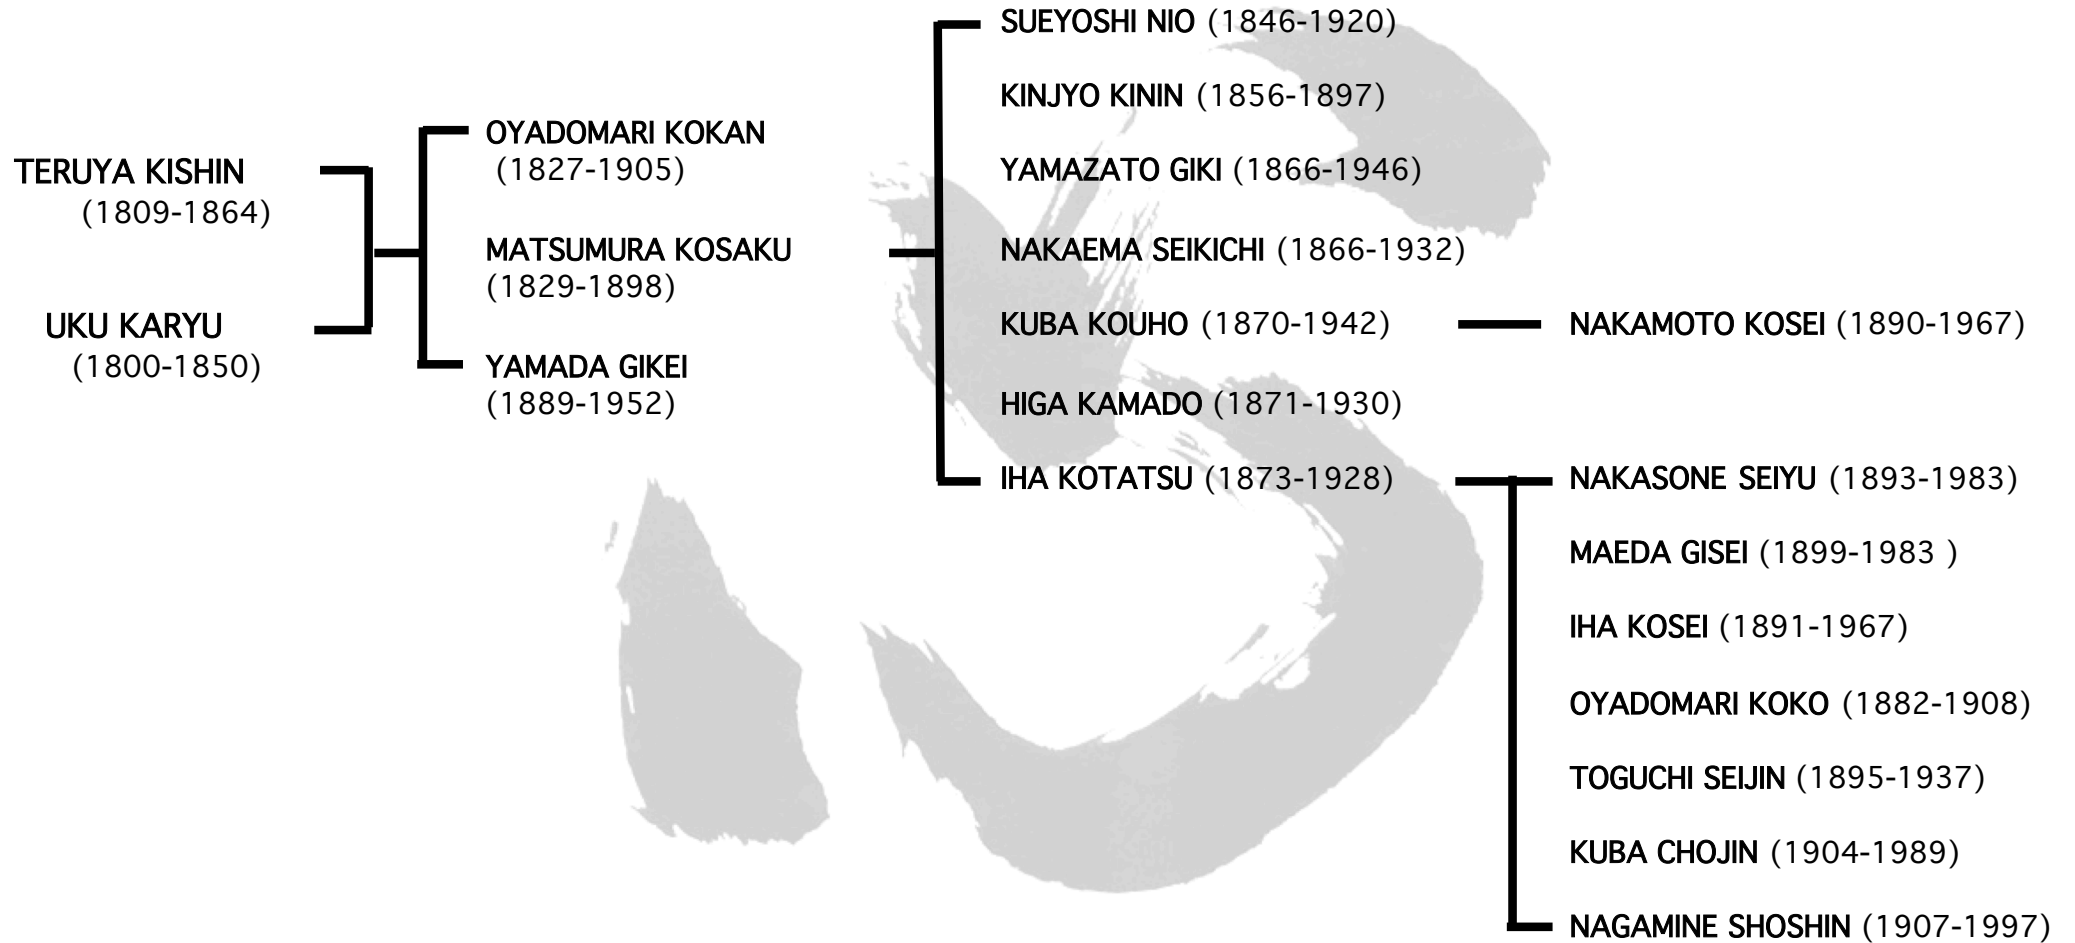 TERUYA KISHIN
(1809-1864)
UKU KARYU
(1800-1850)
OYADOMARI KOKAN
(1827-1905)
MATSUMURA KOSAKU
(1829-1898)
YAMADA GIKEI
(1889-1952)
SUEYOSHI NIO (1846-1920)
KINJYO KININ (1856-1897)
YAMAZATO GIKI (1866-1946)
NAKAEMA SEIKICHI (1866-1932)
KUBA KOUHO (1870-1942)
HIGA KAMADO (1871-1930)
IHA KOTATSU (1873-1928)
NAKAMOTO KOSEI (1890-1967)
NAKASONE SEIYU (1893-1983)
MAEDA GISEI (1899-1983 )
IHA KOSEI (1891-1967)
OYADOMARI KOKO (1882-1908)
TOGUCHI SEIJIN (1895-1937)
KUBA CHOJIN (1904-1989)
NAGAMINE SHOSHIN (1907-1997)